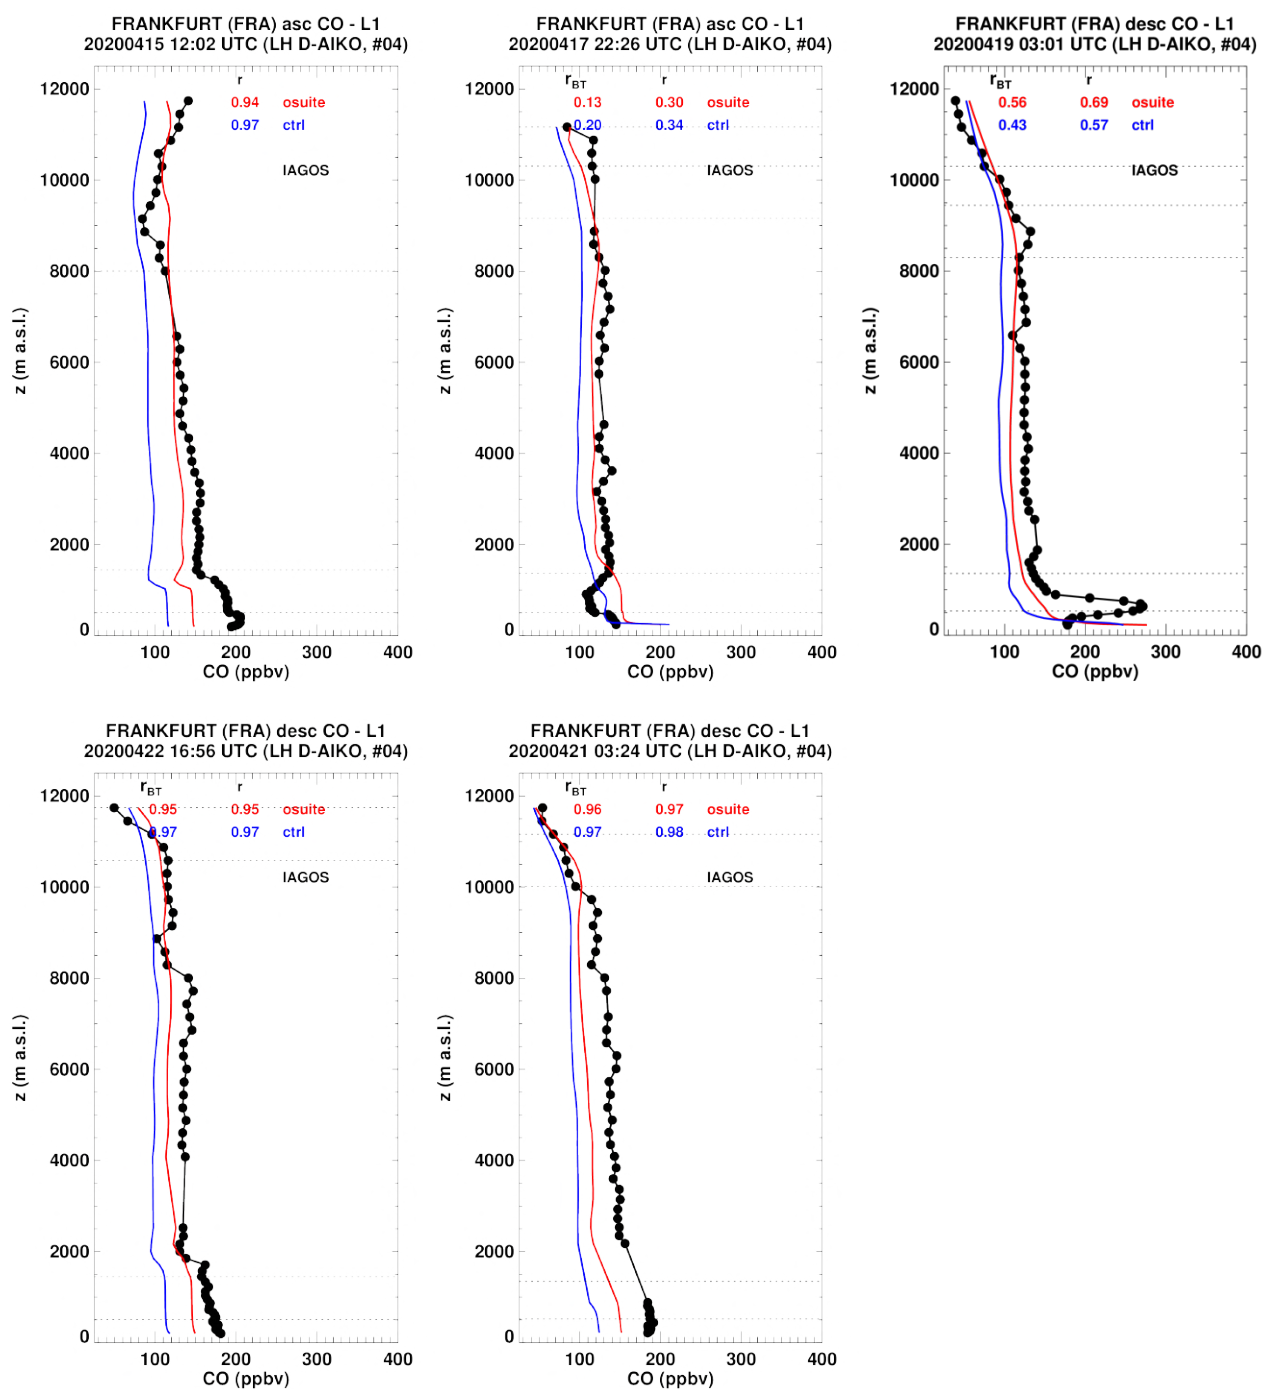 FRANKFURT (FRA) asc CO - L1
20200415 12:02 UTC (LH D-AIKO, #04)
r
0.94 osuite
0.97 ctrl
IAGOS
12000
10000
8000
6000
4000
2000
0
z (m a.s.l.)
100 200 300 400
CO (ppbv)
FRANKFURT (FRA) asc CO - L1
20200417 22:26 UTC (LH D-AIKO, #04)
rBT r
0.13 0.30 osuite
0.20 0.34 ctrl
IAGOS
12000
10000
8000
6000
4000
2000
0
z (m a.s.l.)
100 200 300 400
CO (ppbv)
FRANKFURT (FRA) desc CO - L1
20200419 03:01 UTC (LH D-AIKO, #04)
rBT r
0.56 0.69 osuite
0.43 0.57 ctrl
IAGOS
12000
10000
8000
6000
4000
2000
0
z (m a.s.l.)
100 200 300 400
CO (ppbv)
FRANKFURT (FRA) desc CO - L1
20200422 16:56 UTC (LH D-AIKO, #04)
rBT r
0.95 0.95 osuite
0.97 0.97 ctrl
IAGOS
12000
10000
8000
6000
4000
2000
0
z (m a.s.l.)
100 200 300 400
CO (ppbv)
FRANKFURT (FRA) desc CO - L1
20200421 03:24 UTC (LH D-AIKO, #04)
rBT r
0.96 0.97 osuite
0.97 0.98 ctrl
IAGOS
12000
10000
8000
6000
4000
2000
0
z (m a.s.l.)
100 200 300 400
CO (ppbv)